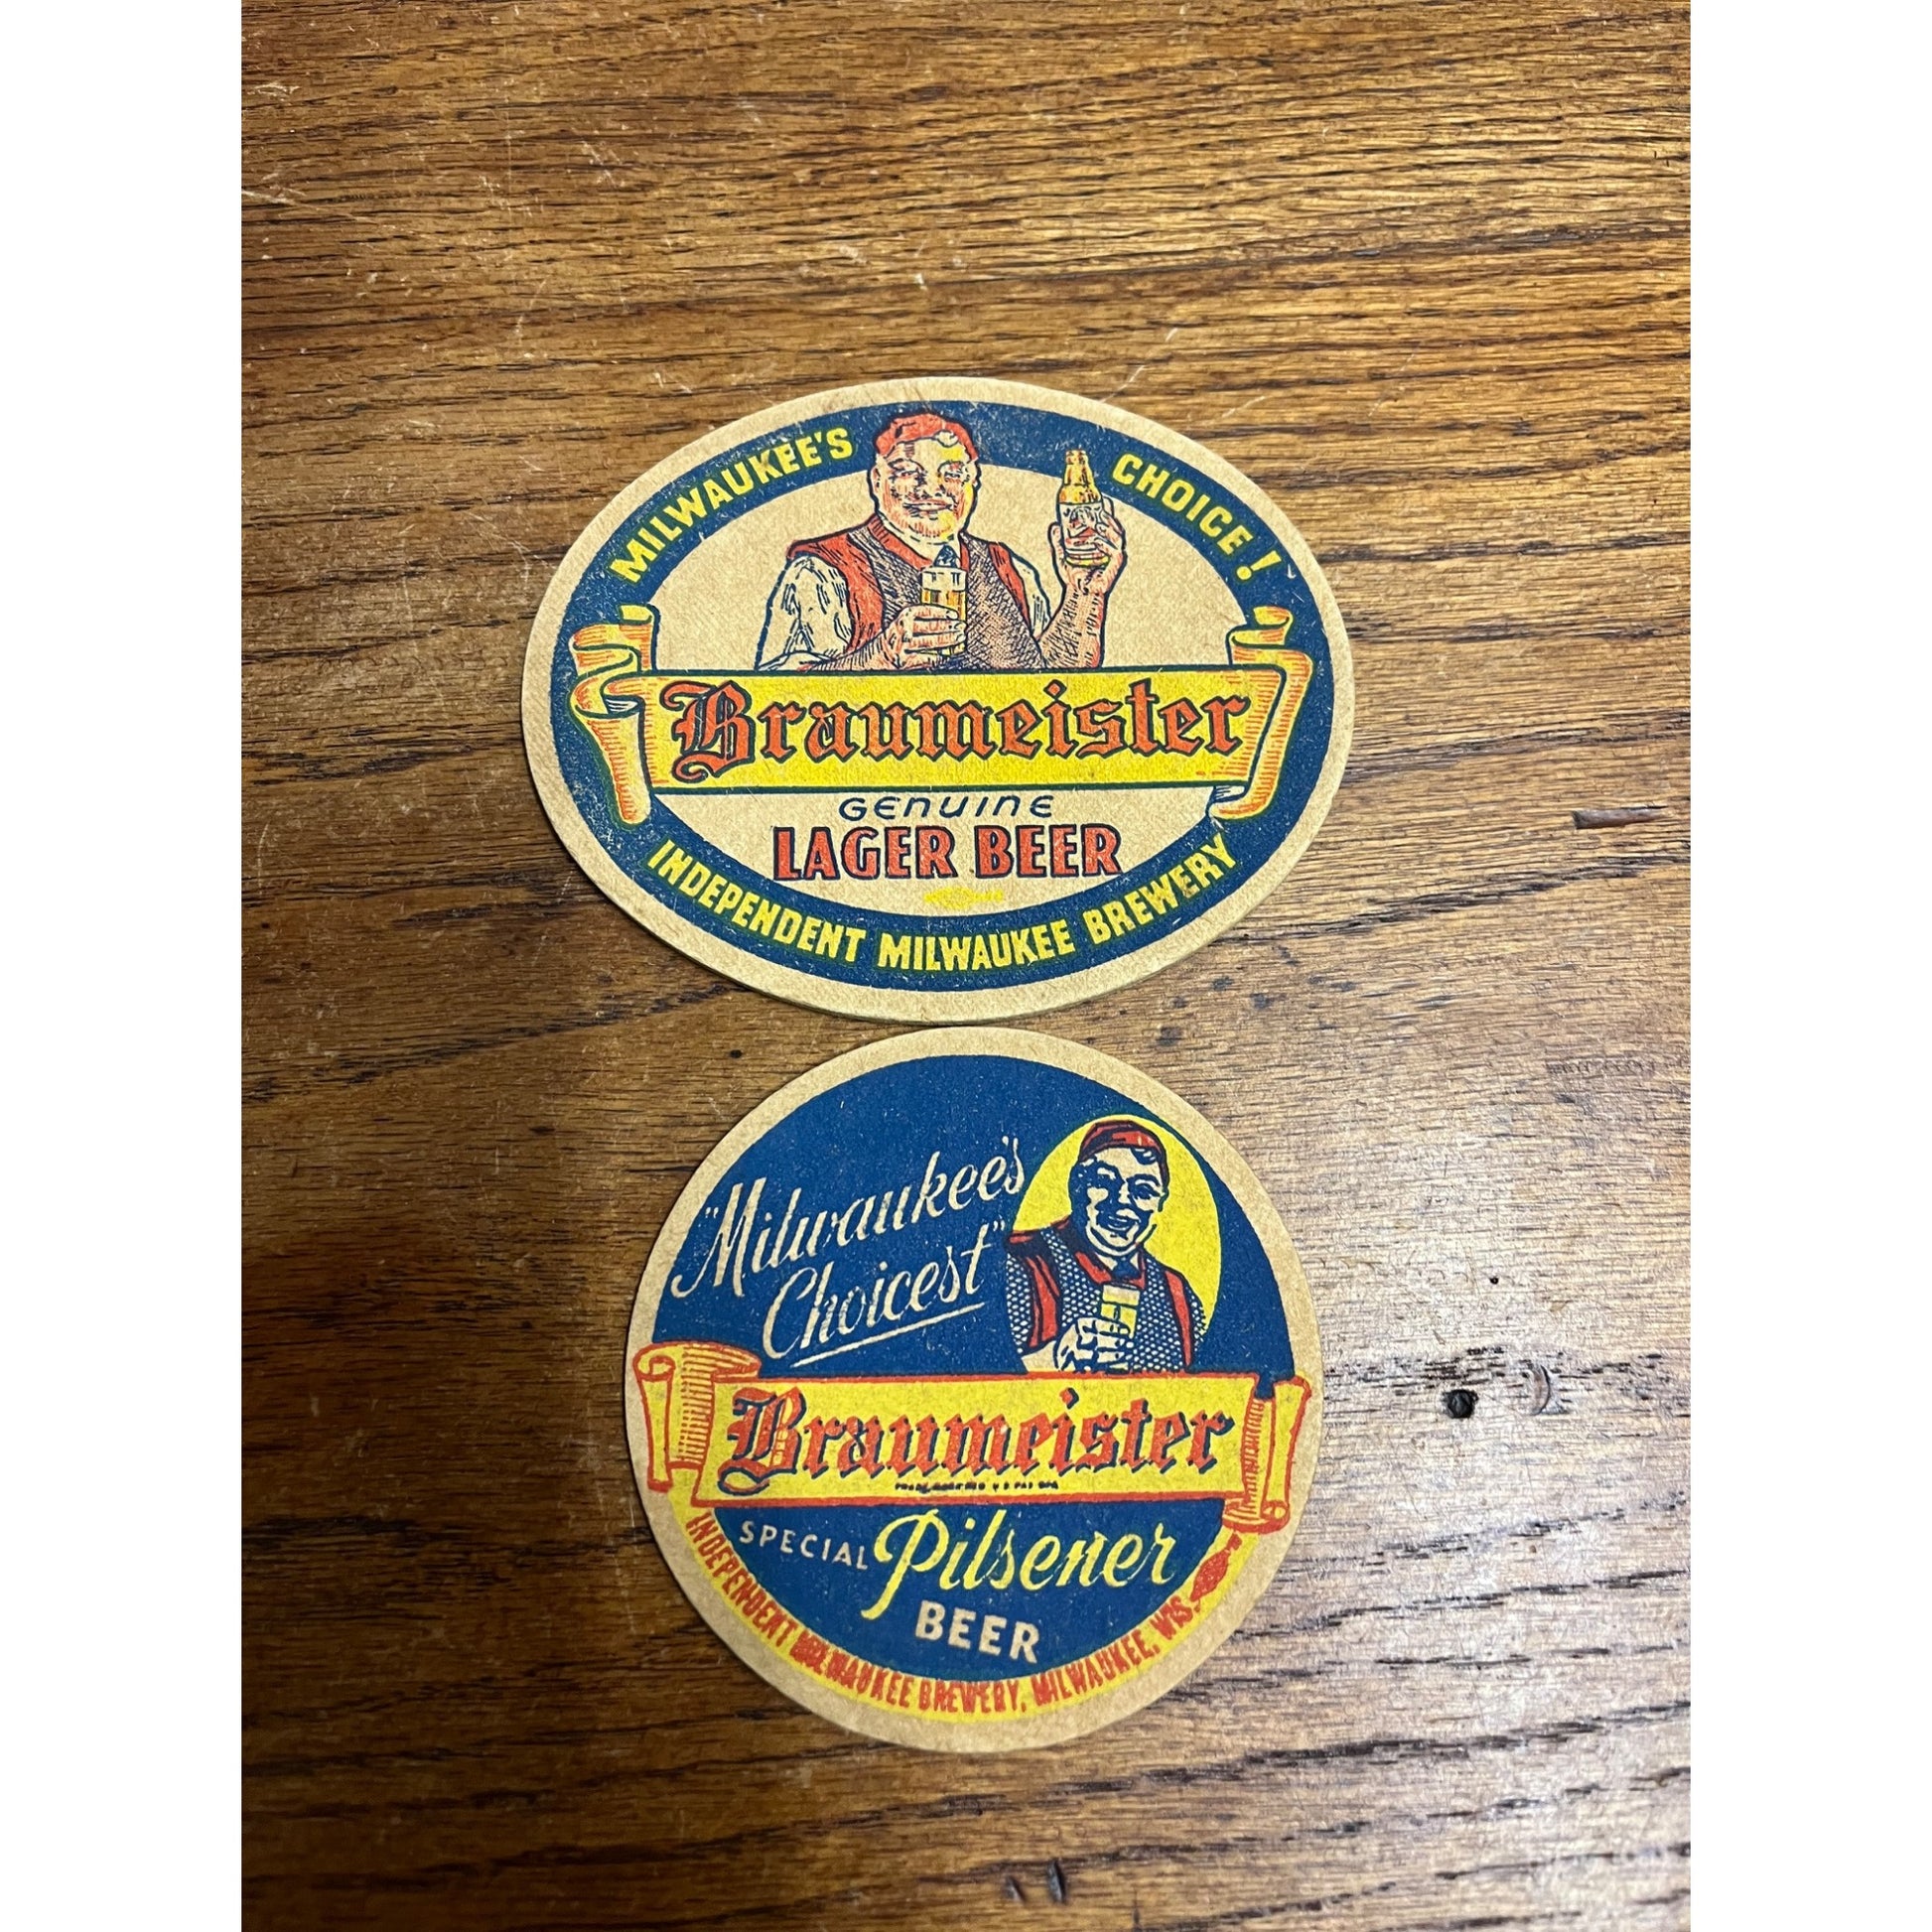 MILWAUKEE'S CHOICE!
Braumeister
GENUINE
LAGER BEER
INDEPENDENT MILWAUKEE BREWERY
"Milwaukee's
Choicest"
Braumeister
SPECIAL Pilsener
BEER
INDEPENDENT MILWAUKEE BREWERY, MILWAUKEE, WIS.